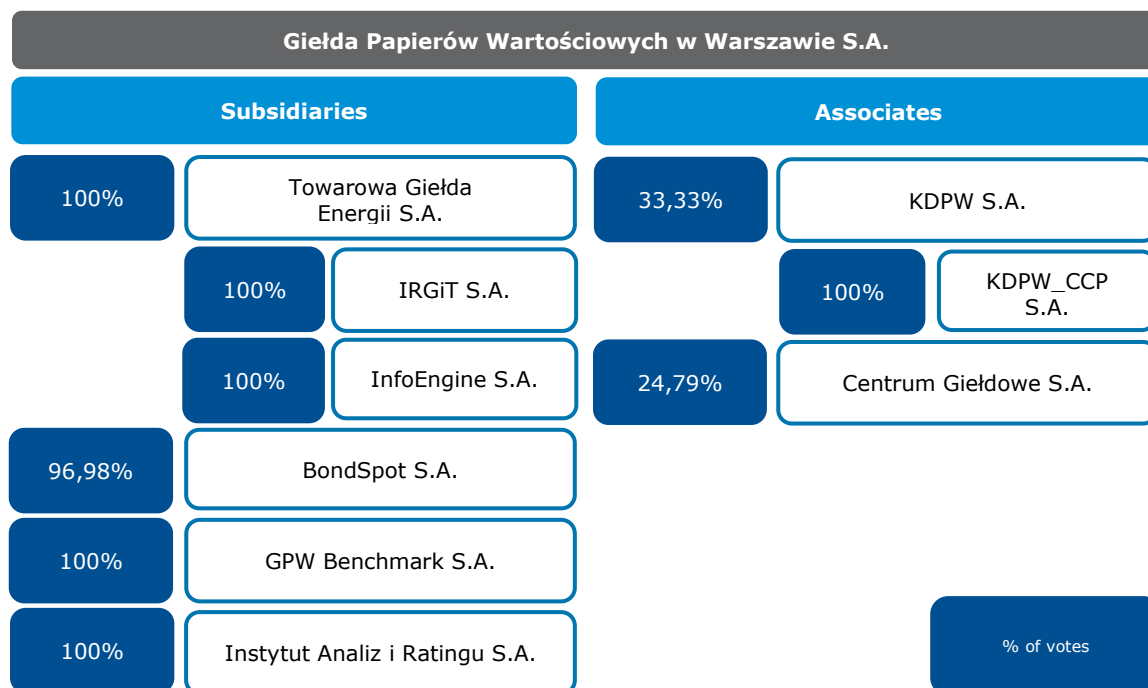 Giełda Papierów Wartościowych w Warszawie S.A.
Subsidiaries
Associates
100%
Towarowa Giełda
Energii S.A.
33,33%
KDPW S.A.
100%
IRGiT S.A.
100%
KDPW_CCP
S.A.
100%
InfoEngine S.A.
24,79%
Centrum Giełdowe S.A.
96,98%
BondSpot S.A.
100%
GPW Benchmark S.A.
100%
Instytut Analiz i Ratingu S.A.
% of votes